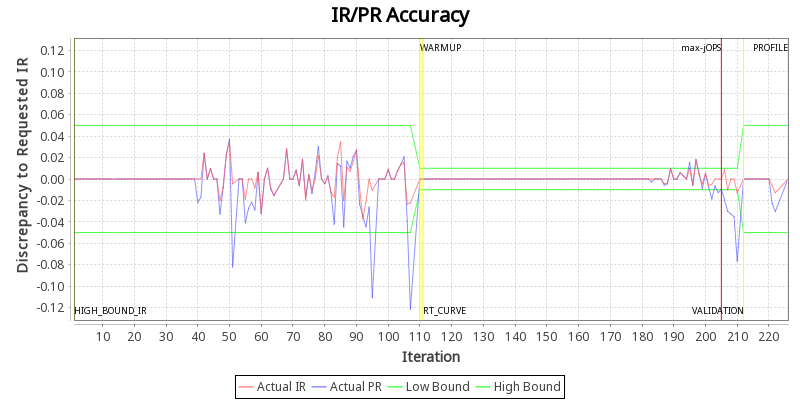 IR/PR Accuracy
Discrepancy to Requested IR
0.12
0.10
0.08
0.06
0.04
0.02
0.00
-0.02
-0.04
-0.06
-0.08
-0.10
-0.12
WARMUP max-jOPS PROFILE
HIGH_BOUND_IR RT_CURVE VALIDATION
10 20 30 40 50 60 70 80 90 100 110 120 130 140 150 160 170 180 190 200 210 220
Iteration
Actual IR Actual PR Low Bound High Bound